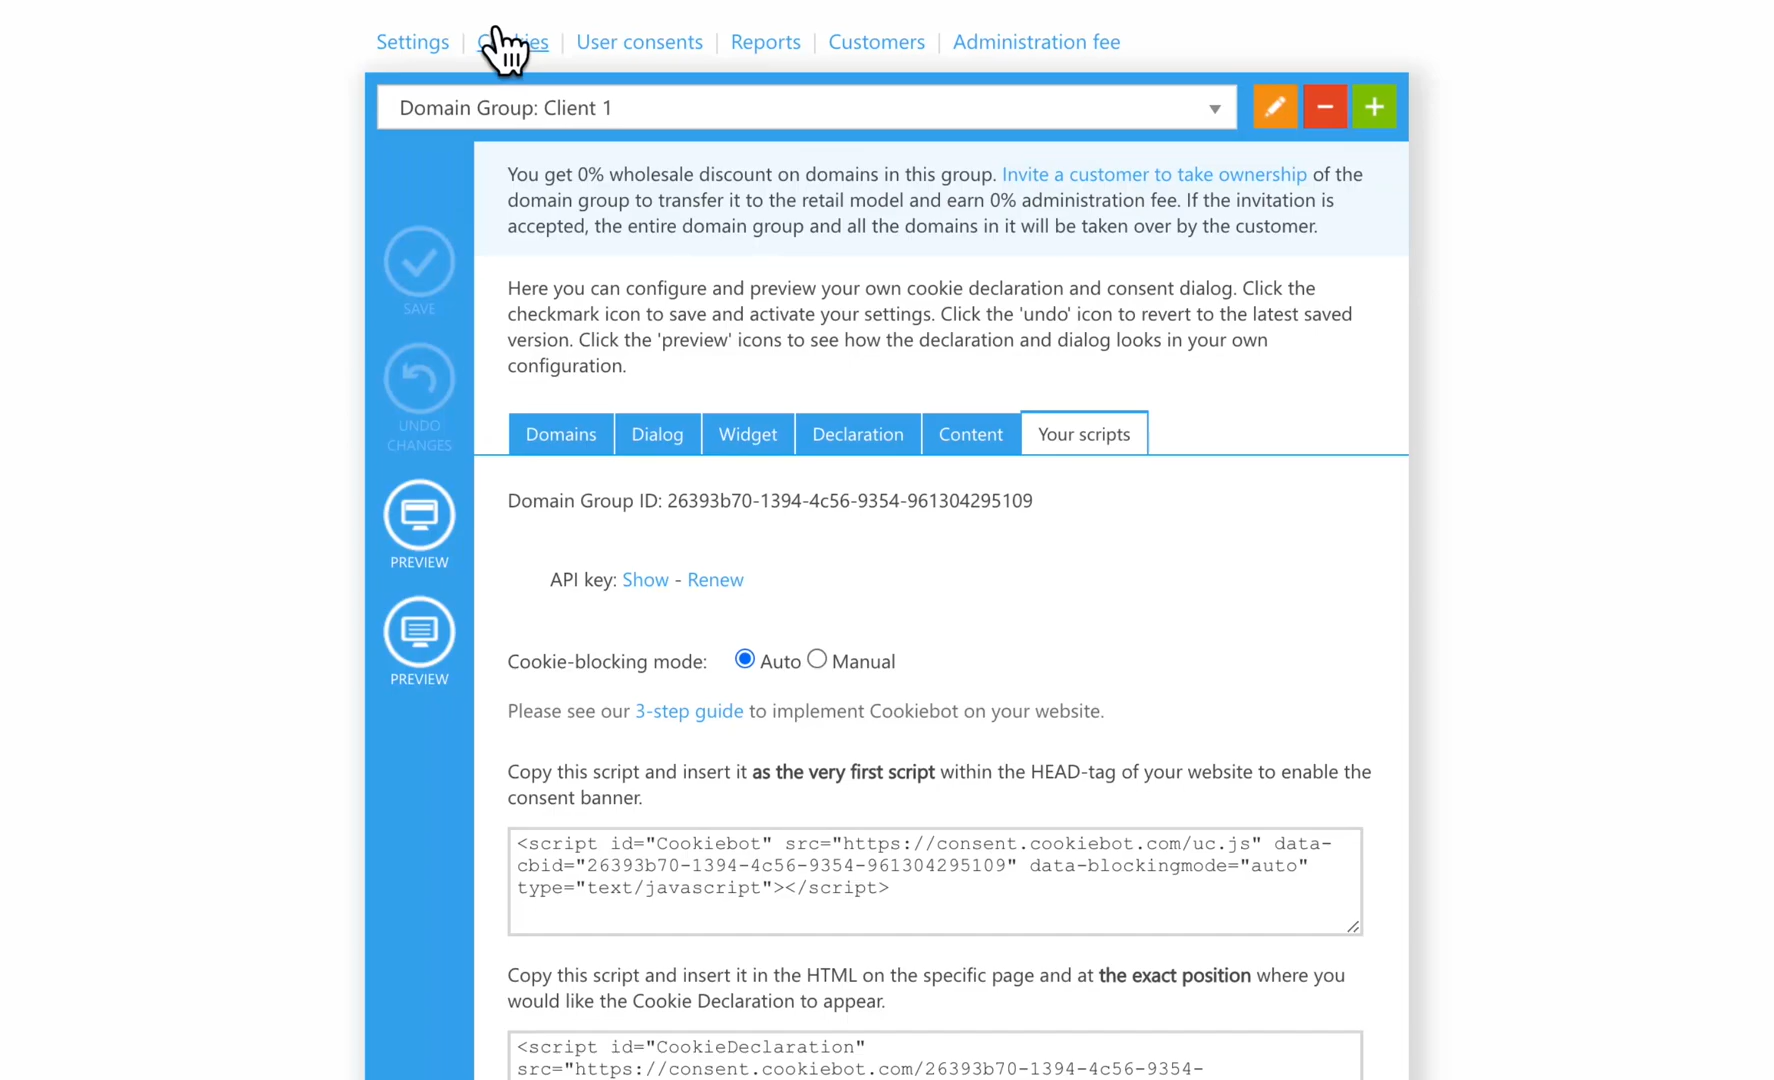 Settings | Cookies | User consents | Reports | Customers | Administration fee
Domain Group: Client 1
You get 0% wholesale discount on domains in this group. Invite a customer to take ownership of the
domain group to transfer it to the retail model and earn 0% administration fee. If the invitation is
accepted, the entire domain group and all the domains in it will be taken over by the customer.
SAVE
UNDO
CHANGES
PREVIEW
PREVIEW
Here you can configure and preview your own cookie declaration and consent dialog. Click the
checkmark icon to save and activate your settings. Click the 'undo' icon to revert to the latest saved
version. Click the 'preview' icons to see how the declaration and dialog looks in your own
configuration.
Domains Dialog Widget Declaration Content Your scripts
Domain Group ID: 26393b70-1394-4c56-9354-961304295109
API key: Show - Renew
Cookie-blocking mode: Auto Manual
Please see our 3-step guide to implement Cookiebot on your website.
Copy this script and insert it as the very first script within the HEAD-tag of your website to enable the
consent banner.
<script id="Cookiebot" src="https://consent.cookiebot.com/uc.js" data-
cbid="26393b70-1394-4c56-9354-961304295109" data-blockingmode="auto"
type="text/javascript"></script>
Copy this script and insert it in the HTML on the specific page and at the exact position where you
would like the Cookie Declaration to appear.
<script id="CookieDeclaration"
src="https://consent.cookiebot.com/26393b70-1394-4c56-9354-